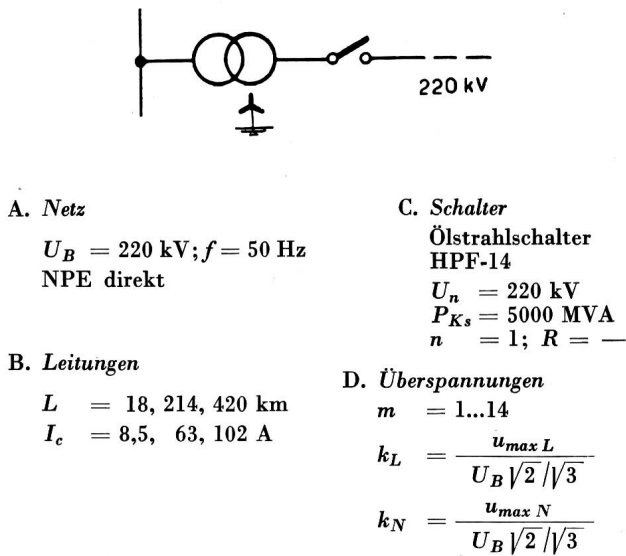 220 kV
A. Netz
U_B = 220 kV; f = 50 Hz
NPE direkt
B. Leitungen
L = 18, 214, 420 km
I_c = 8,5, 63, 102 A
C. Schalter
Ölstrahlschalter
HPF-14
U_n = 220 kV
P_Ks = 5000 MVA
n = 1; R = —
D. Überspannungen
m = 1...14
k_L = u_max L / U_B √2/√3
k_N = u_max N / U_B √2/√3